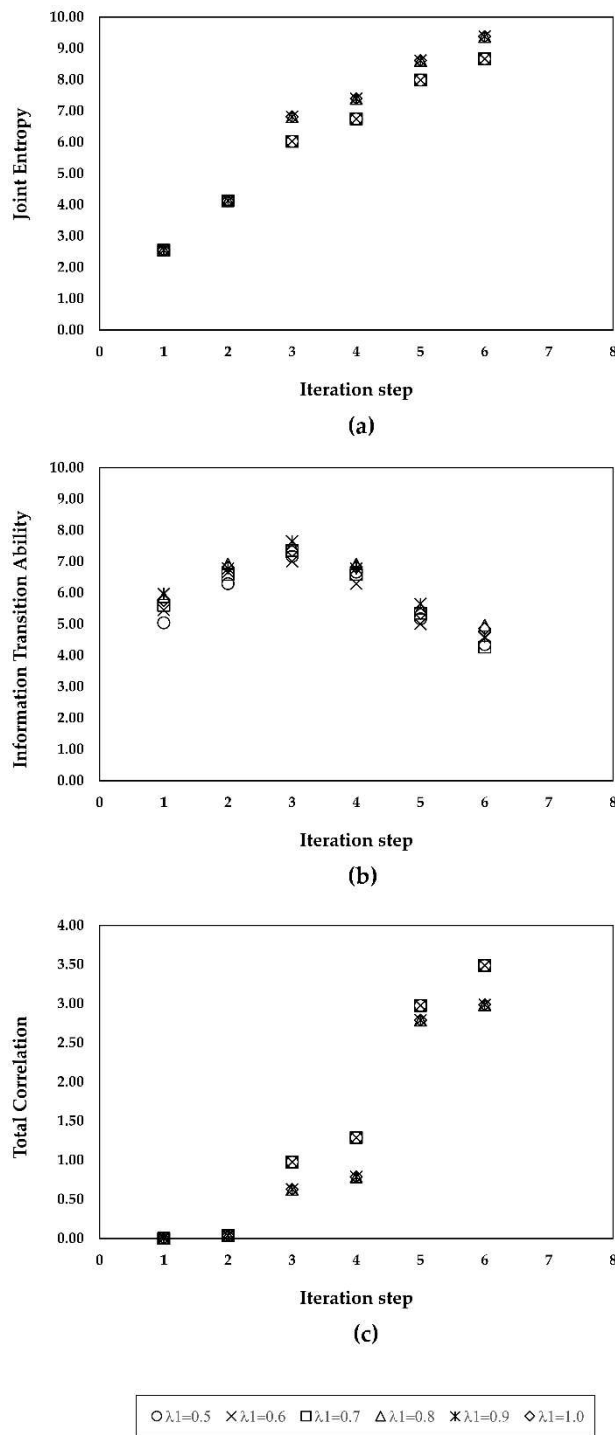 10.00
9.00
8.00
7.00
6.00
5.00
4.00
3.00
2.00
1.00
0.00
Joint Entropy
0 1 2 3 4 5 6 7 8
Iteration step
(a)
10.00
9.00
8.00
7.00
6.00
5.00
4.00
3.00
2.00
1.00
0.00
Information Transition Ability
0 1 2 3 4 5 6 7 8
Iteration step
(b)
4.00
3.50
3.00
2.50
2.00
1.50
1.00
0.50
0.00
Total Correlation
0 1 2 3 4 5 6 7 8
Iteration step
(c)
λ1=0.5 λ1=0.6 λ1=0.7 λ1=0.8 λ1=0.9 λ1=1.0